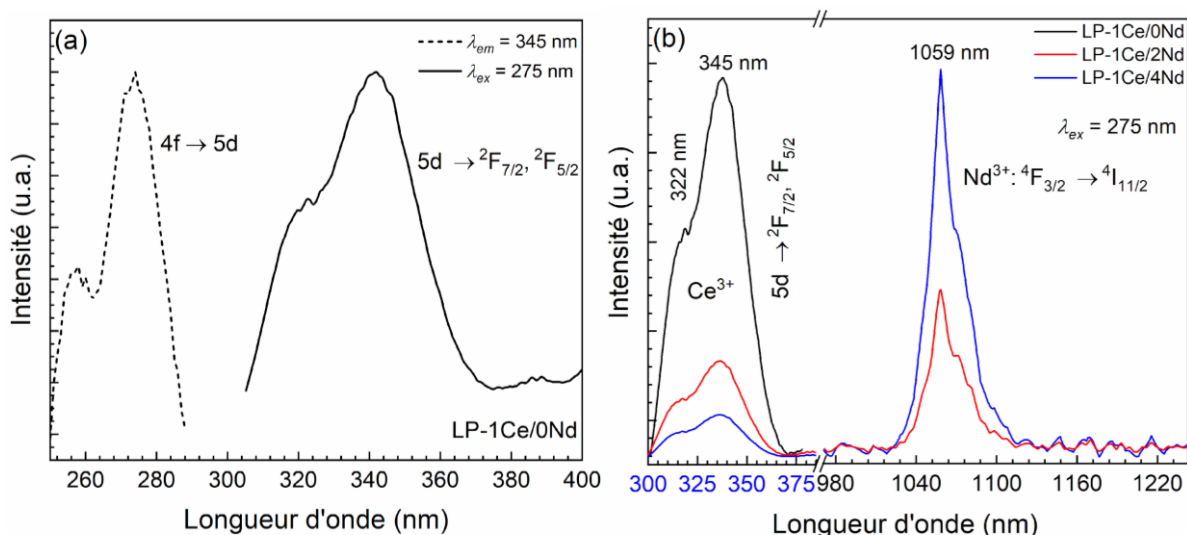 (a)
λem = 345 nm
λex = 275 nm
4f → 5d
5d → ²F7/2, ²F5/2
Intensité (u.a.)
LP-1Ce/0Nd
260 280 300 320 340 360 380 400
Longueur d'onde (nm)
(b)
LP-1Ce/0Nd
LP-1Ce/2Nd
LP-1Ce/4Nd
345 nm
1059 nm
λex = 275 nm
322 nm
5d → ²F7/2, ²F5/2
Nd³⁺: ⁴F3/2 → ⁴I11/2
Ce³⁺
Intensité (u.a.)
300 325 350 375 980 1040 1100 1160 1220
Longueur d'onde (nm)